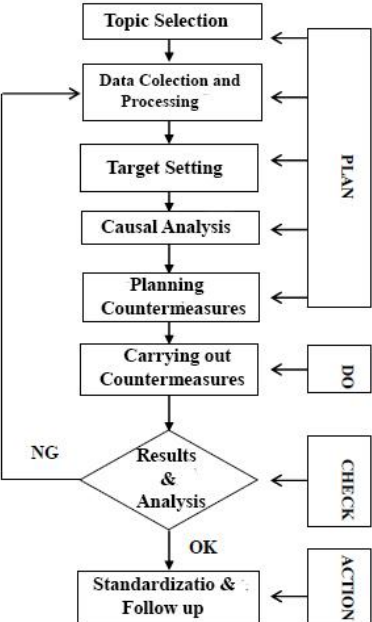 Topic Selection
Data Colection and
Processing
Target Setting
Causal Analysis
Planning
Countermeasures
PLAN
Carrying out
Countermeasures
DO
Results
&
Analysis
CHECK
NG
OK
Standardizatio &
Follow up
ACTION